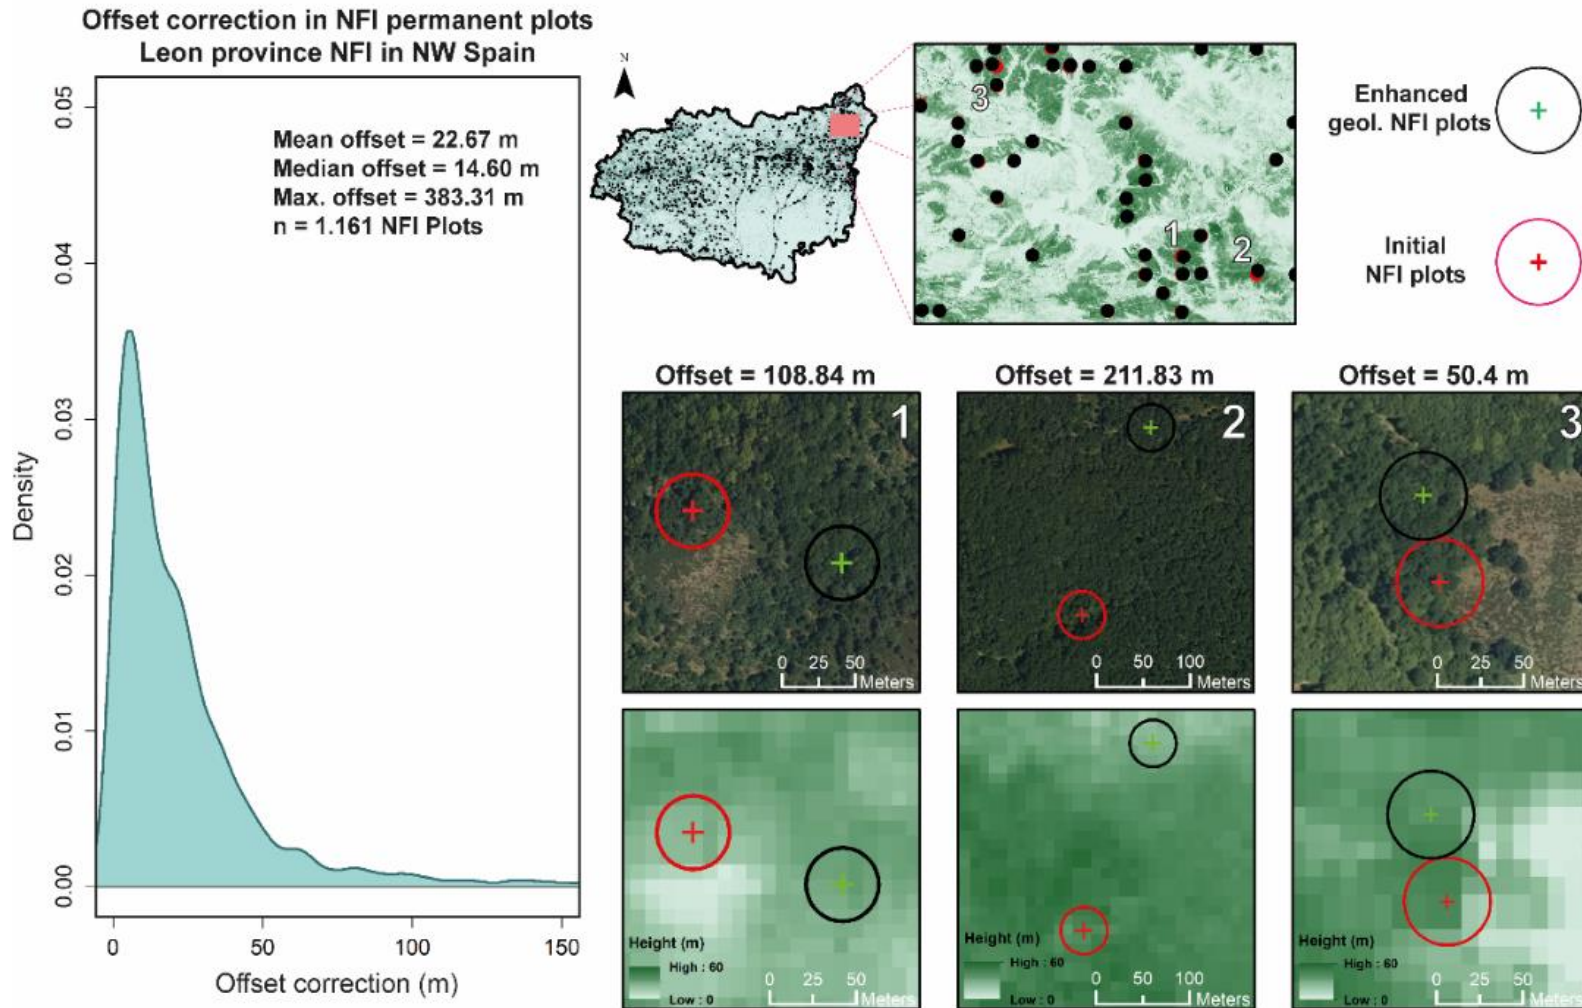 Offset correction in NFI permanent plots
Leon province NFI in NW Spain
Mean offset = 22.67 m
Median offset = 14.60 m
Max. offset = 383.31 m
n = 1.161 NFI Plots
Density
0.00
0.01
0.02
0.03
0.04
0.05
0
50
100
150
Offset correction (m)
N
3
1
2
Enhanced
geol. NFI plots
Initial
NFI plots
Offset = 108.84 m
Offset = 211.83 m
Offset = 50.4 m
1
0 25 50
Meters
2
0 50 100
Meters
3
0 25 50
Meters
Height (m)
High : 60
Low : 0
0 25 50
Meters
Height (m)
High : 60
Low : 0
0 50 100
Meters
Height (m)
High : 60
Low : 0
0 25 50
Meters